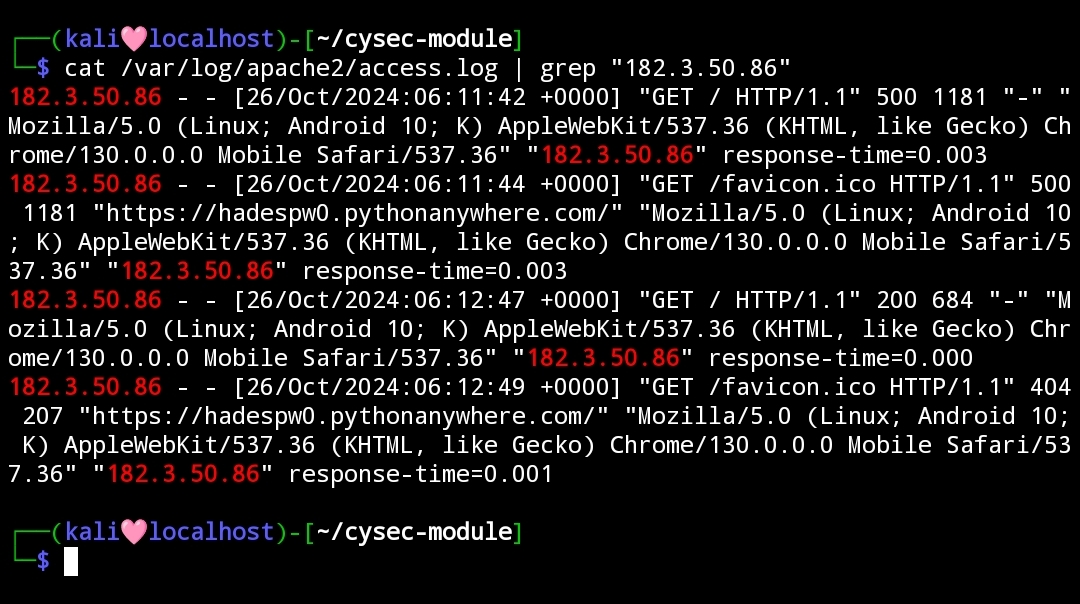 ┌──(kali🩷localhost)-[~/cysec-module]
└─$ cat /var/log/apache2/access.log | grep "182.3.50.86"
182.3.50.86 - - [26/Oct/2024:06:11:42 +0000] "GET / HTTP/1.1" 500 1181 "-" "
Mozilla/5.0 (Linux; Android 10; K) AppleWebKit/537.36 (KHTML, like Gecko) Ch
rome/130.0.0.0 Mobile Safari/537.36" "182.3.50.86" response-time=0.003
182.3.50.86 - - [26/Oct/2024:06:11:44 +0000] "GET /favicon.ico HTTP/1.1" 500
 1181 "https://hadespw0.pythonanywhere.com/" "Mozilla/5.0 (Linux; Android 10
; K) AppleWebKit/537.36 (KHTML, like Gecko) Chrome/130.0.0.0 Mobile Safari/5
37.36" "182.3.50.86" response-time=0.003
182.3.50.86 - - [26/Oct/2024:06:12:47 +0000] "GET / HTTP/1.1" 200 684 "-" "M
ozilla/5.0 (Linux; Android 10; K) AppleWebKit/537.36 (KHTML, like Gecko) Chr
ome/130.0.0.0 Mobile Safari/537.36" "182.3.50.86" response-time=0.000
182.3.50.86 - - [26/Oct/2024:06:12:49 +0000] "GET /favicon.ico HTTP/1.1" 404
 207 "https://hadespw0.pythonanywhere.com/" "Mozilla/5.0 (Linux; Android 10;
 K) AppleWebKit/537.36 (KHTML, like Gecko) Chrome/130.0.0.0 Mobile Safari/53
7.36" "182.3.50.86" response-time=0.001
┌──(kali🩷localhost)-[~/cysec-module]
└─$